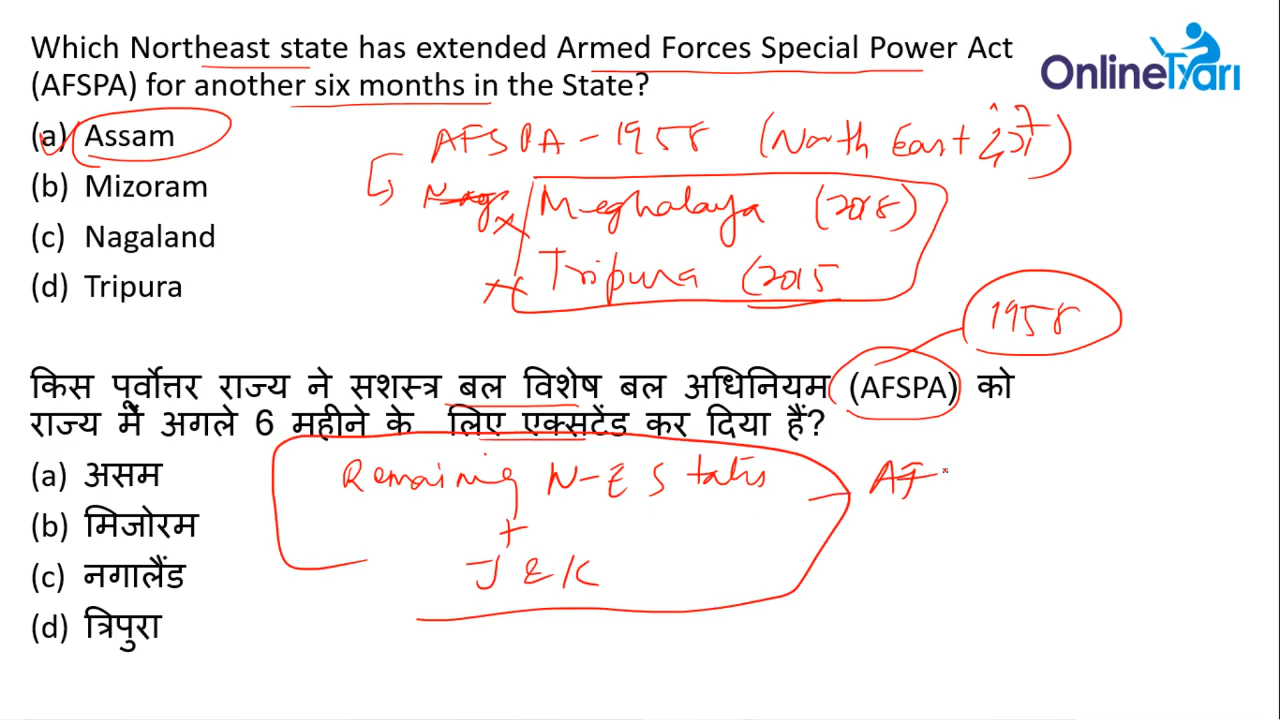 Which Northeast state has extended Armed Forces Special Power Act
(AFSPA) for another six months in the State?
OnlineTyari
(a) Assam
(b) Mizoram
(c) Nagaland
(d) Tripura
AFSPA - 1958 (North East
Meghalaya (2018)
Tripura (2015
1958
किस पूर्वोत्तर राज्य ने सशस्त्र बल विशेष बल अधिनियम (AFSPA) को
राज्य में अगले 6 महीने के लिए एक्सटेंड कर दिया हैं?
(a) असम
(b) मिजोरम
(c) नगालैंड
(d) त्रिपुरा
Remaining N-E States
+
J & K
AF